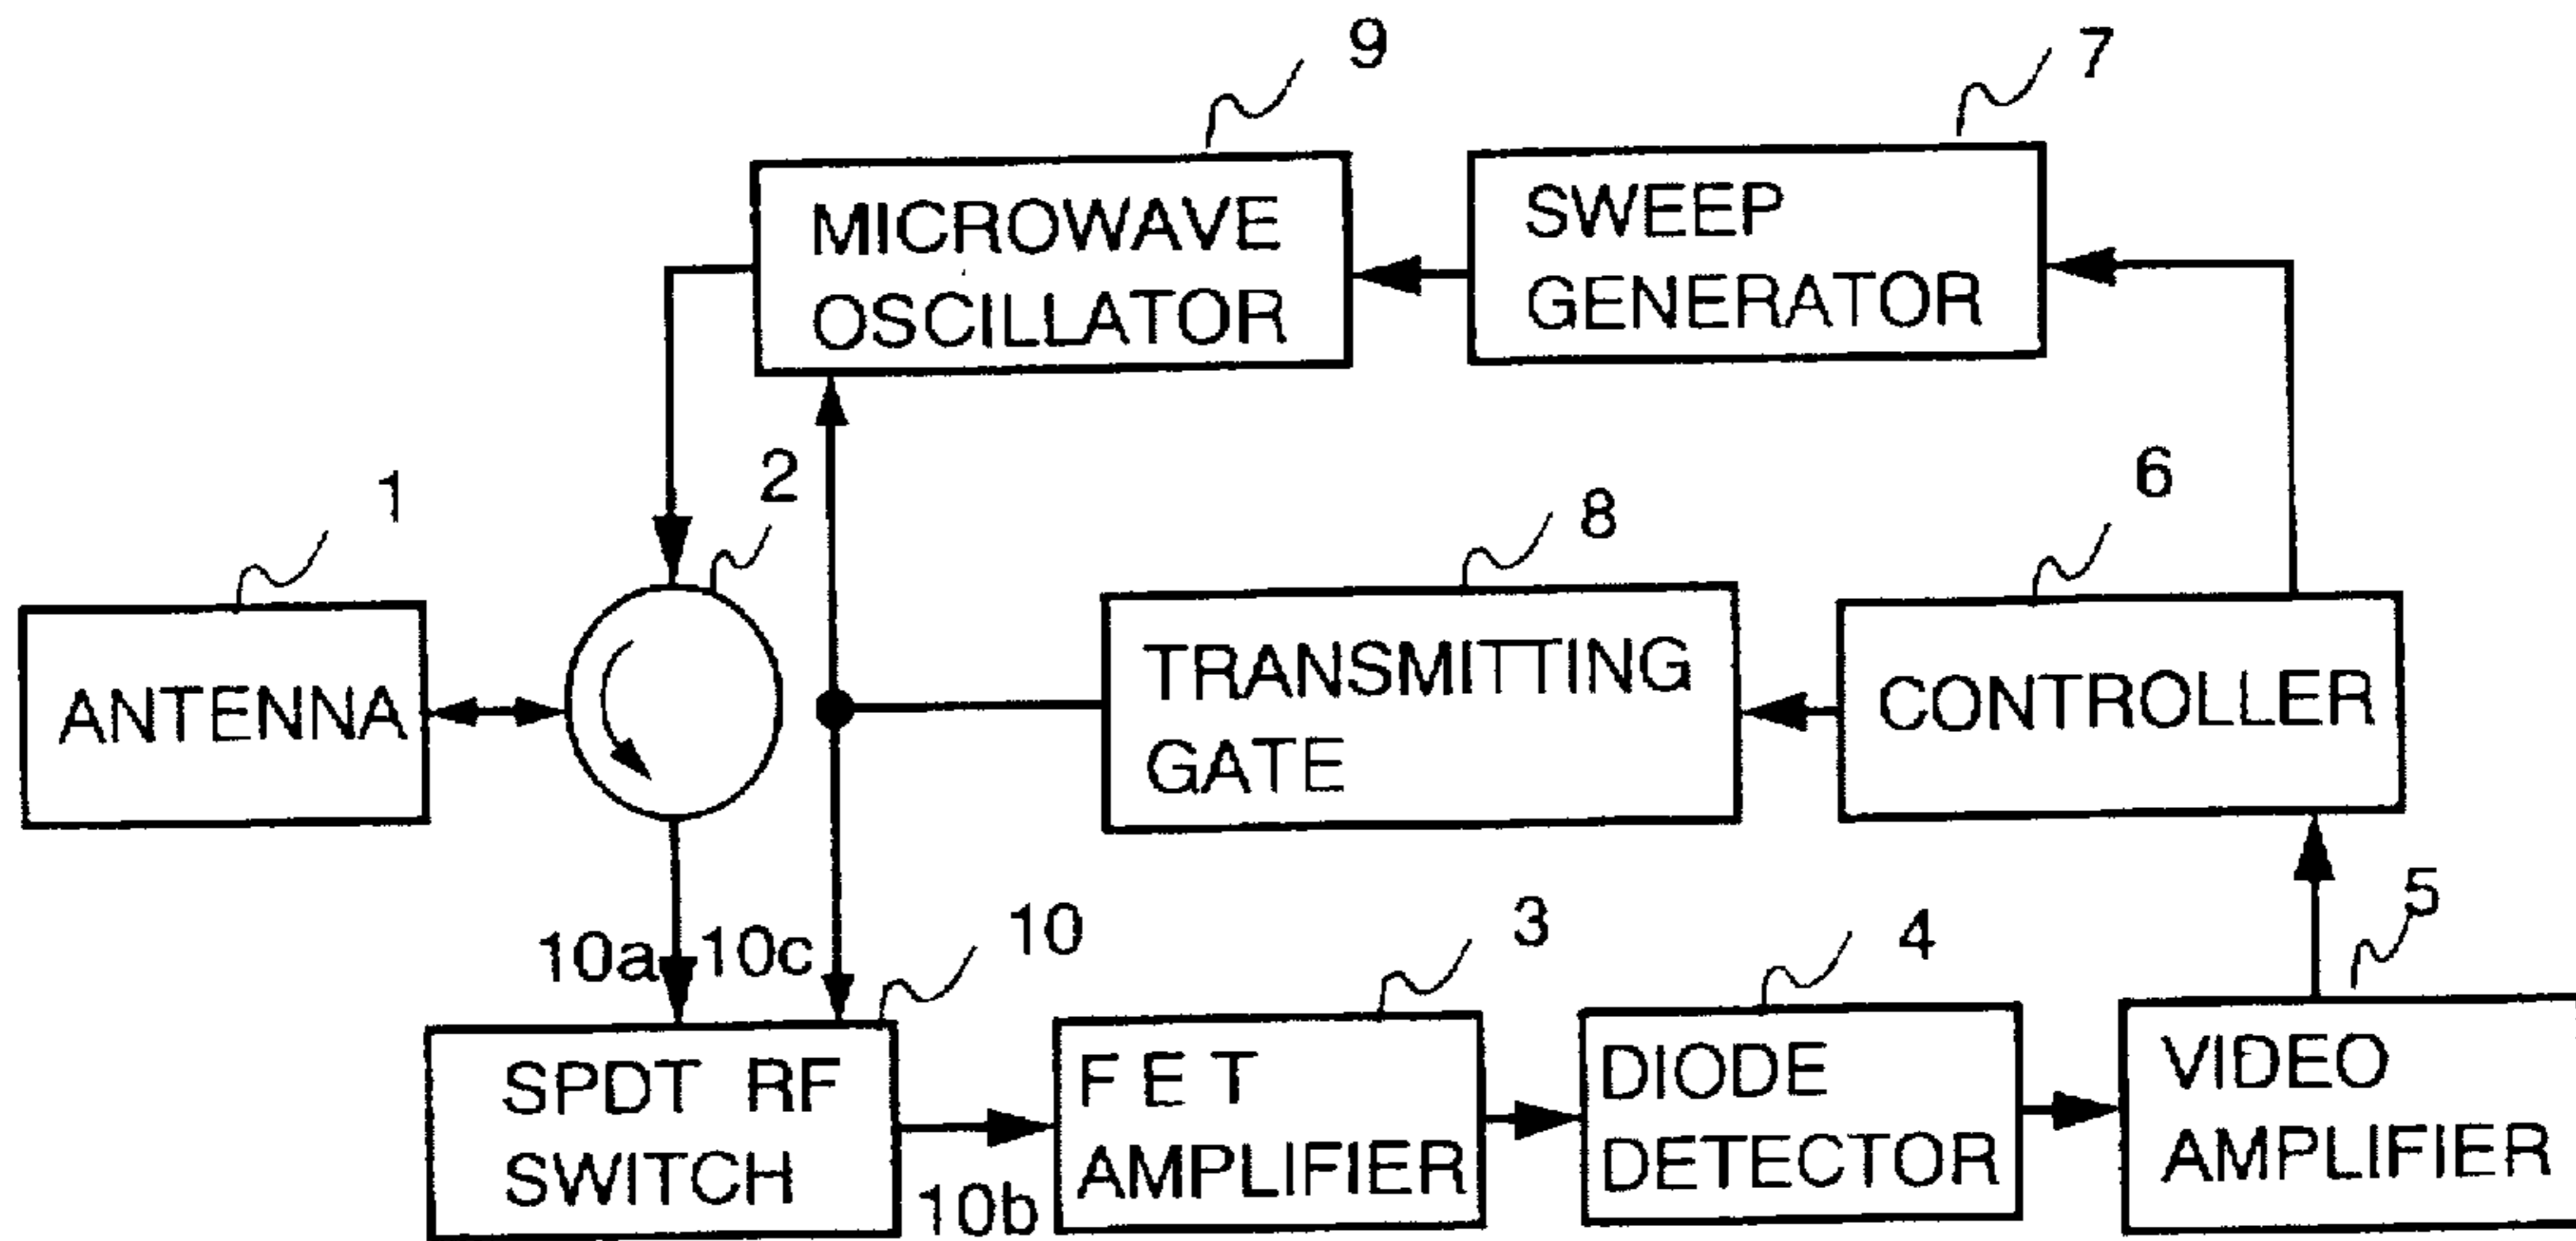 9
7
MICROWAVE
OSCILLATOR
SWEEP
GENERATOR
1
2
8
6
ANTENNA
TRANSMITTING
GATE
CONTROLLER
10a
10c
10
3
4
5
SPDT RF
SWITCH
10b
F E T
AMPLIFIER
DIODE
DETECTOR
VIDEO
AMPLIFIER